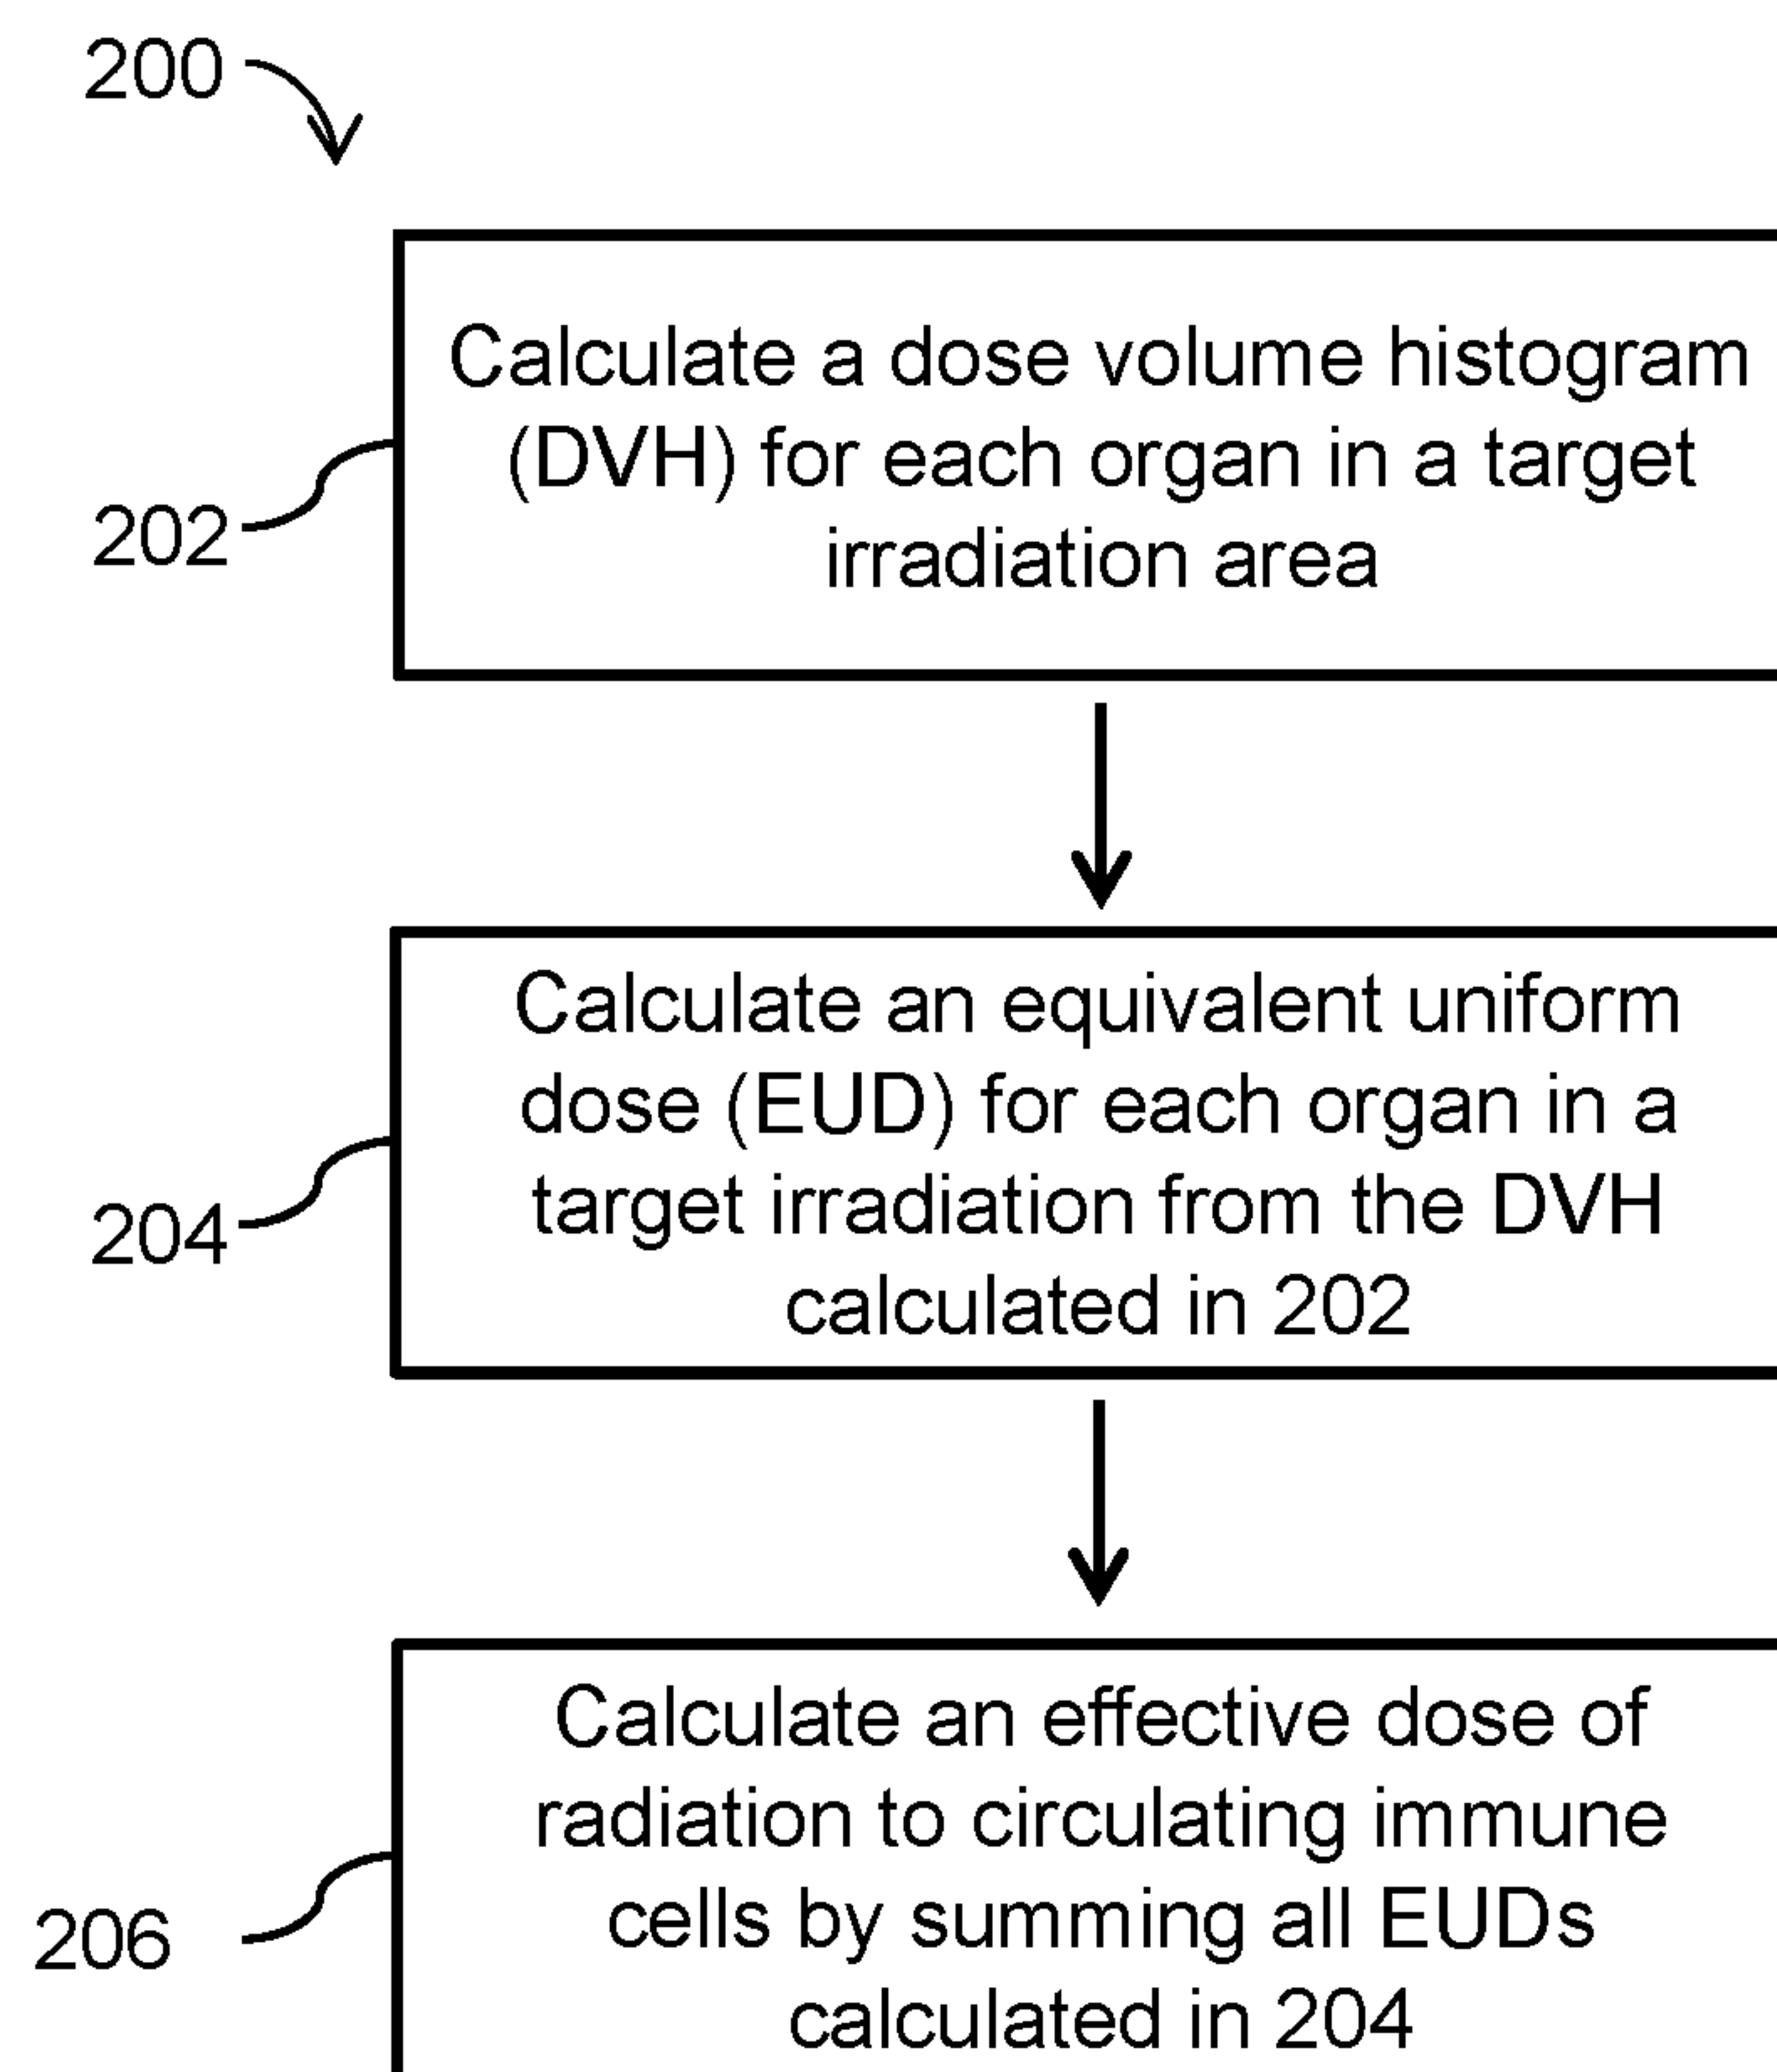 200
Calculate a dose volume histogram
(DVH) for each organ in a target
irradiation area
202
Calculate an equivalent uniform
dose (EUD) for each organ in a
target irradiation from the DVH
calculated in 202
204
Calculate an effective dose of
radiation to circulating immune
cells by summing all EUDs
calculated in 204
206